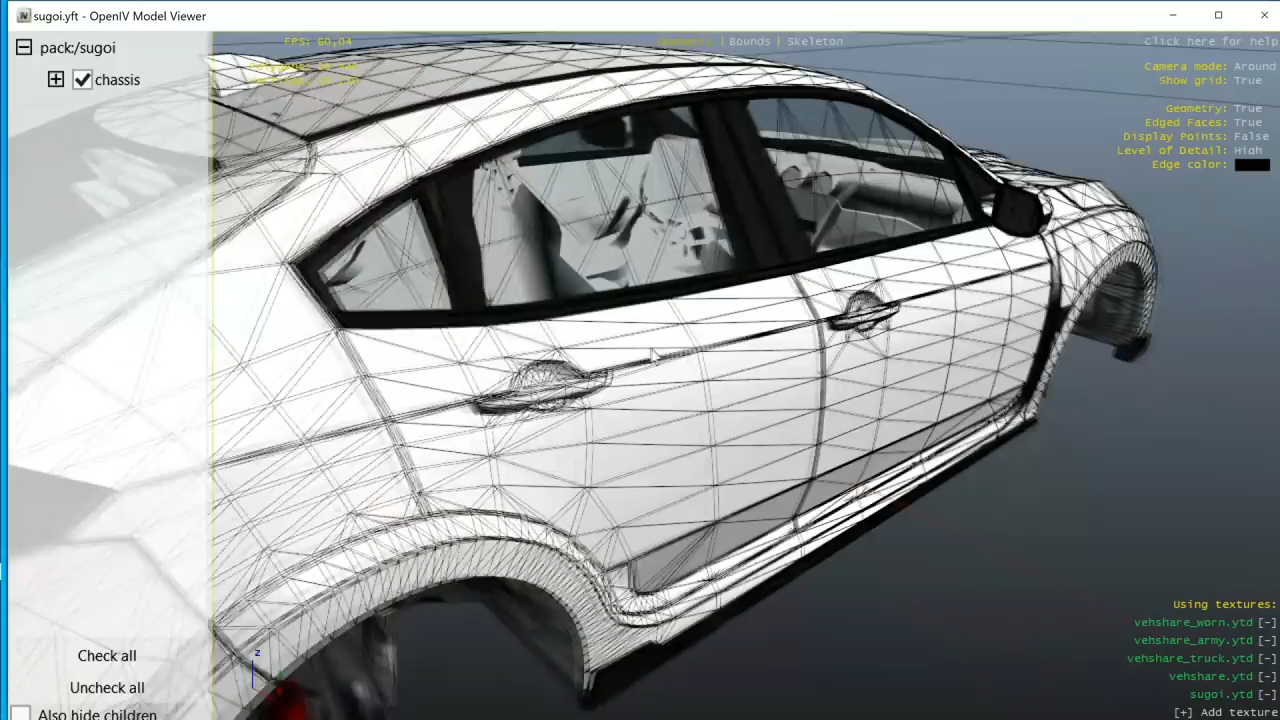 sugoi.yft - OpenIV Model Viewer
pack:/sugoi
chassis
FPS: 60,04
| Bounds | Skeleton
Click here for help
Camera mode: Around
Show grid: True
Geometry: True
Edged Faces: True
Display Points: False
Level of Detail: High
Edge color:
z
Using textures:
vehshare_worn.ytd [-]
vehshare_army.ytd [-]
vehshare_truck.ytd [-]
vehshare.ytd [-]
sugoi.ytd [-]
[+] Add texture
Check all
Uncheck all
Also hide children